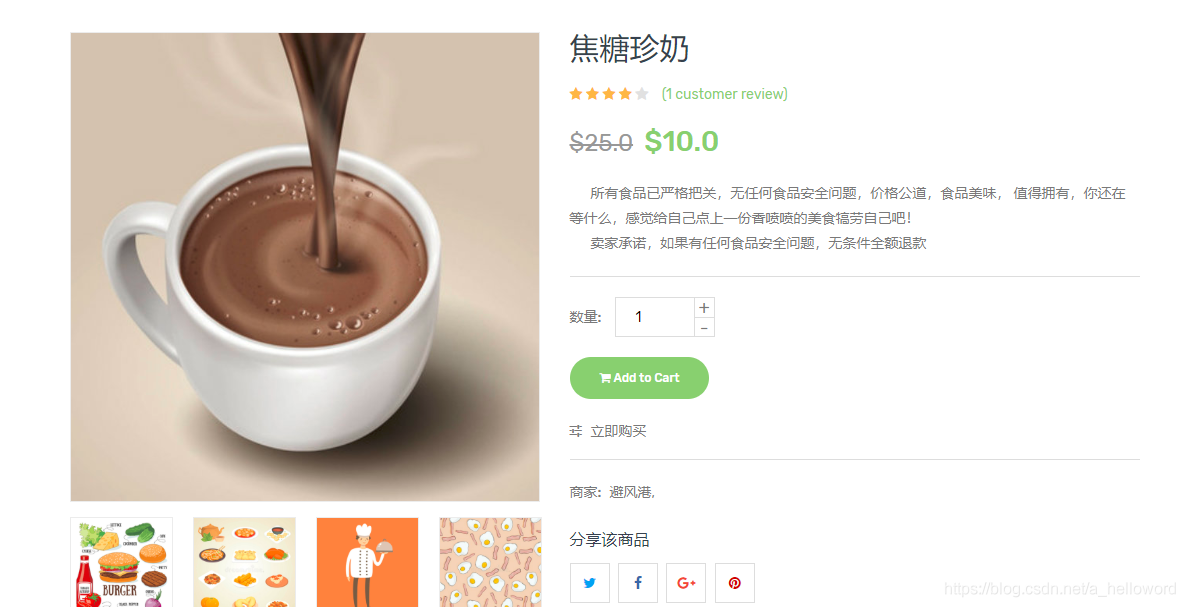 焦糖珍奶
(1 customer review)
$25.0 $10.0
所有食品已严格把关，无任何食品安全问题，价格公道，食品美味， 值得拥有，你还在
等什么，感觉给自己点上一份香喷喷的美食犒劳自己吧！
卖家承诺，如果有任何食品安全问题，无条件全额退款
数量: 1 + -
Add to Cart
立即购买
商家: 避风港,
分享该商品
BURGER
https://blog.csdn.net/a_helloword